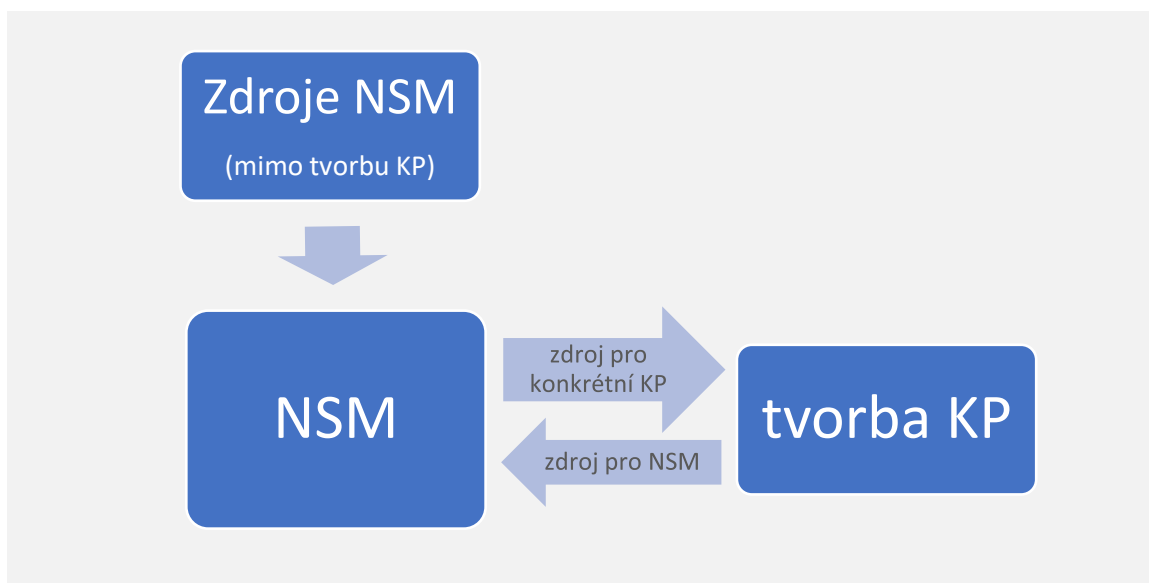 Zdroje NSM
(mimo tvorbu KP)
zdroj pro
konkrétní KP
NSM
tvorba KP
zdroj pro NSM